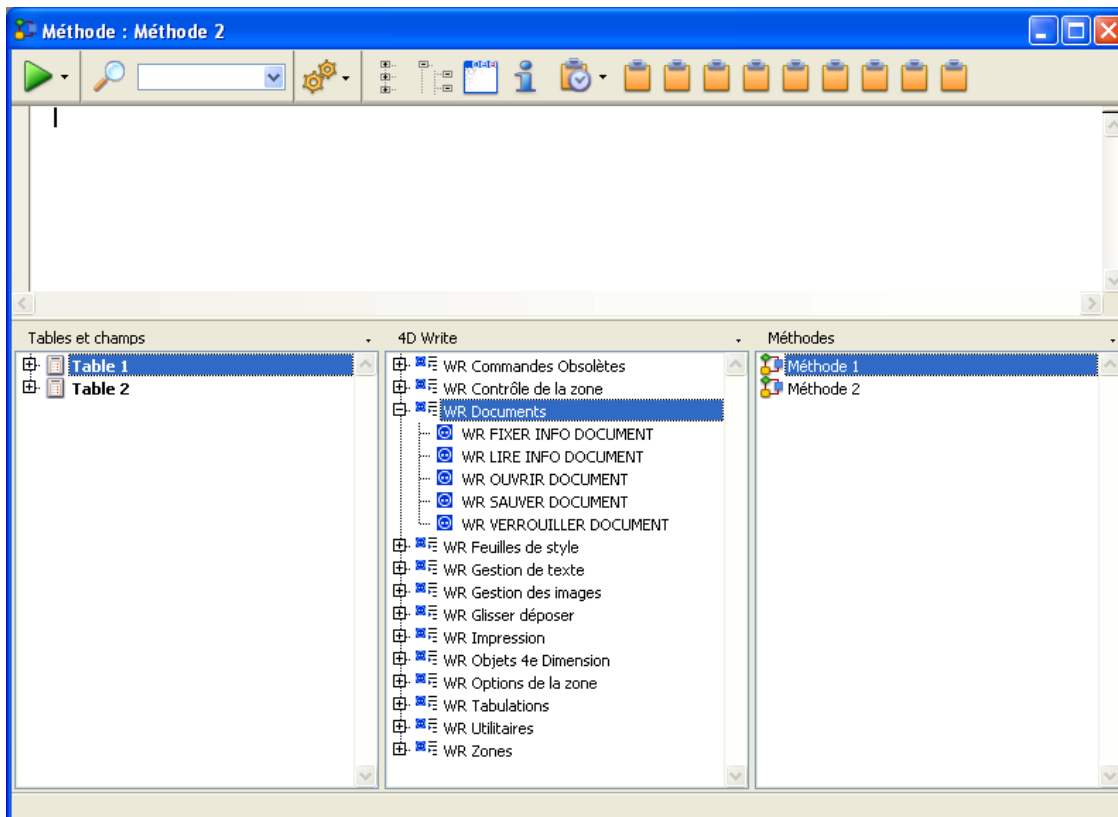 Méthode : Méthode 2
Tables et champs
Table 1
Table 2
4D Write
WR Commandes Obsolètes
WR Contrôle de la zone
WR Documents
WR FIXER INFO DOCUMENT
WR LIRE INFO DOCUMENT
WR OUVRIR DOCUMENT
WR SAUVER DOCUMENT
WR VERROUILLER DOCUMENT
WR Feuilles de style
WR Gestion de texte
WR Gestion des images
WR Glisser déposer
WR Impression
WR Objets 4e Dimension
WR Options de la zone
WR Tabulations
WR Utilitaires
WR Zones
Méthodes
Méthode 1
Méthode 2